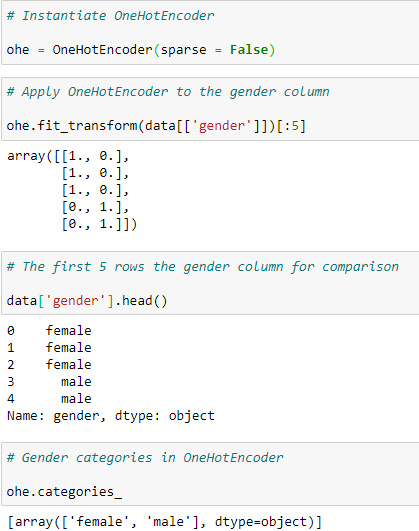 # Instantiate OneHotEncoder
ohe = OneHotEncoder(sparse = False)
# Apply OneHotEncoder to the gender column
ohe.fit_transform(data[['gender']])[:5]
array([[1., 0.],
       [1., 0.],
       [1., 0.],
       [0., 1.],
       [0., 1.]])
# The first 5 rows the gender column for comparison
data['gender'].head()
0    female
1    female
2    female
3      male
4      male
Name: gender, dtype: object
# Gender categories in OneHotEncoder
ohe.categories_
[array(['female', 'male'], dtype=object)]